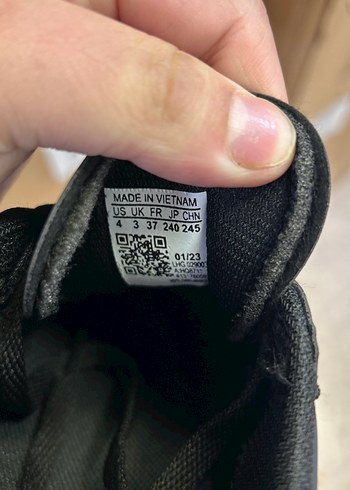 MADE IN VIETNAM
US UK FR JP CHN
4 3 37 240 245
01/23